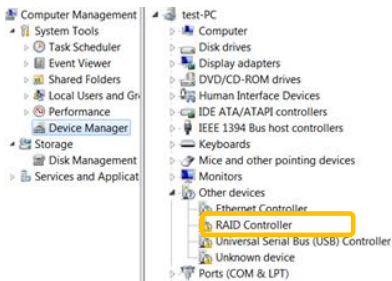 Computer Management
System Tools
Task Scheduler
Event Viewer
Shared Folders
Local Users and Gr
Performance
Device Manager
Storage
Disk Management
Services and Applicat
test-PC
Computer
Disk drives
Display adapters
DVD/CD-ROM drives
Human Interface Devices
IDE ATA/ATAPI controllers
IEEE 1394 Bus host controllers
Keyboards
Mice and other pointing devices
Monitors
Other devices
Ethernet Controller
RAID Controller
Universal Serial Bus (USB) Controller
Unknown device
Ports (COM & LPT)